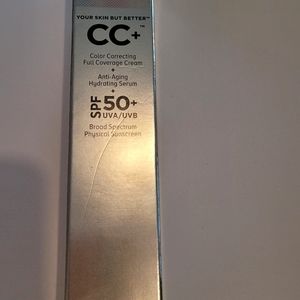 YOUR SKIN BUT BETTER™
CC+™
Color Correcting
Full Coverage Cream
+
Anti-Aging
Hydrating Serum
+
SPF 50+
UVA/UVB
Broad Spectrum
Physical Sunscreen